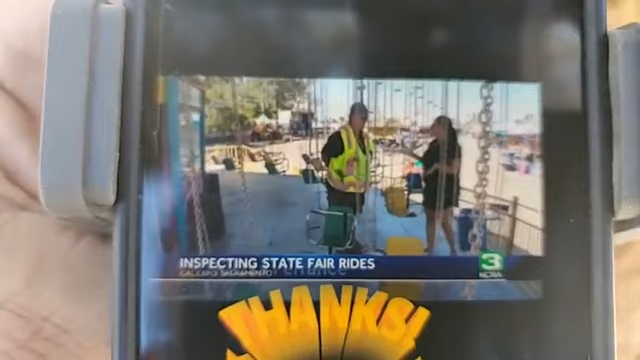 INSPECTING STATE FAIR RIDES
CAL EXPO SACRAMENTO
3
KCRA
THANKS!